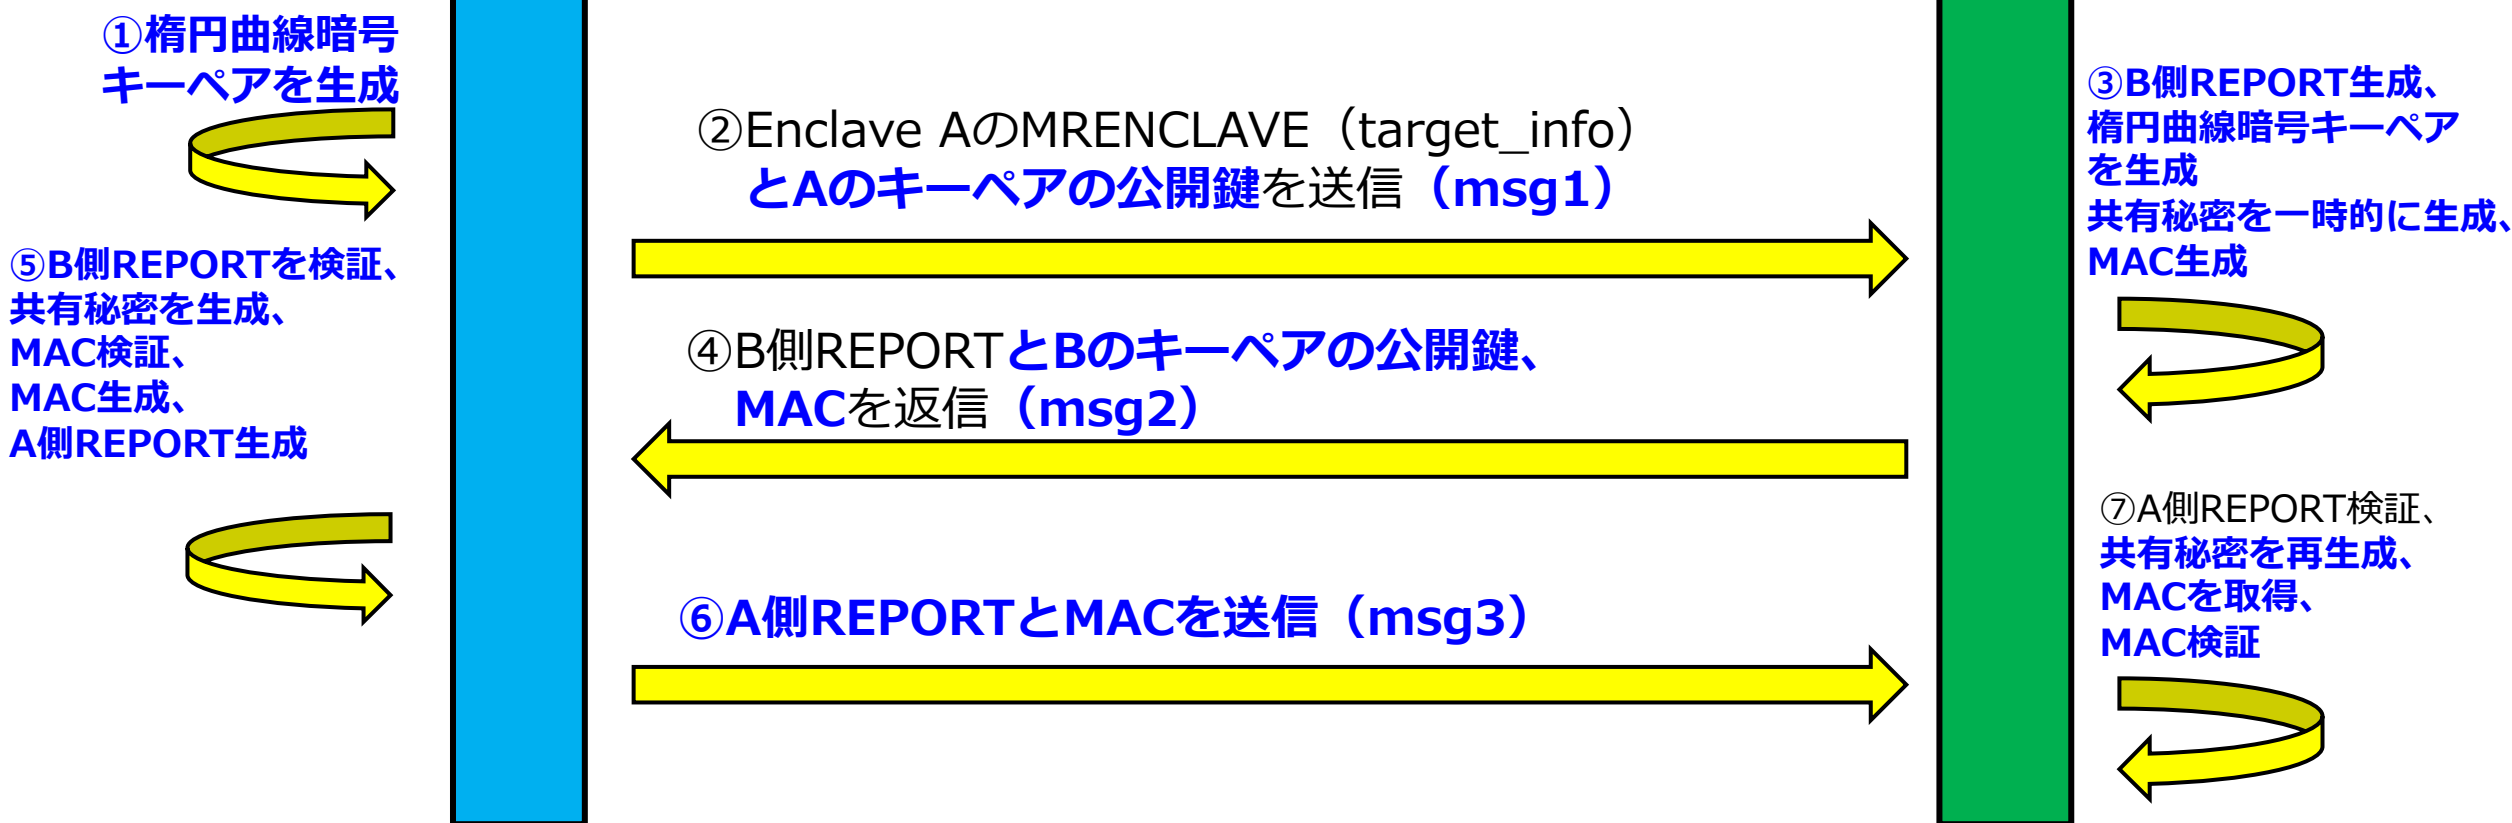 ①楕円曲線暗号
キーペアを生成
②Enclave AのMRENCLAVE（target_info）
とAのキーペアの公開鍵を送信（msg1）
③B側REPORT生成、
楕円曲線暗号キーペア
を生成
共有秘密を一時的に生成、
MAC生成
④B側REPORTとBのキーペアの公開鍵、
MACを返信（msg2）
⑤B側REPORTを検証、
共有秘密を生成、
MAC検証、
MAC生成、
A側REPORT生成
⑥A側REPORTとMACを送信（msg3）
⑦A側REPORT検証、
共有秘密を再生成、
MACを取得、
MAC検証